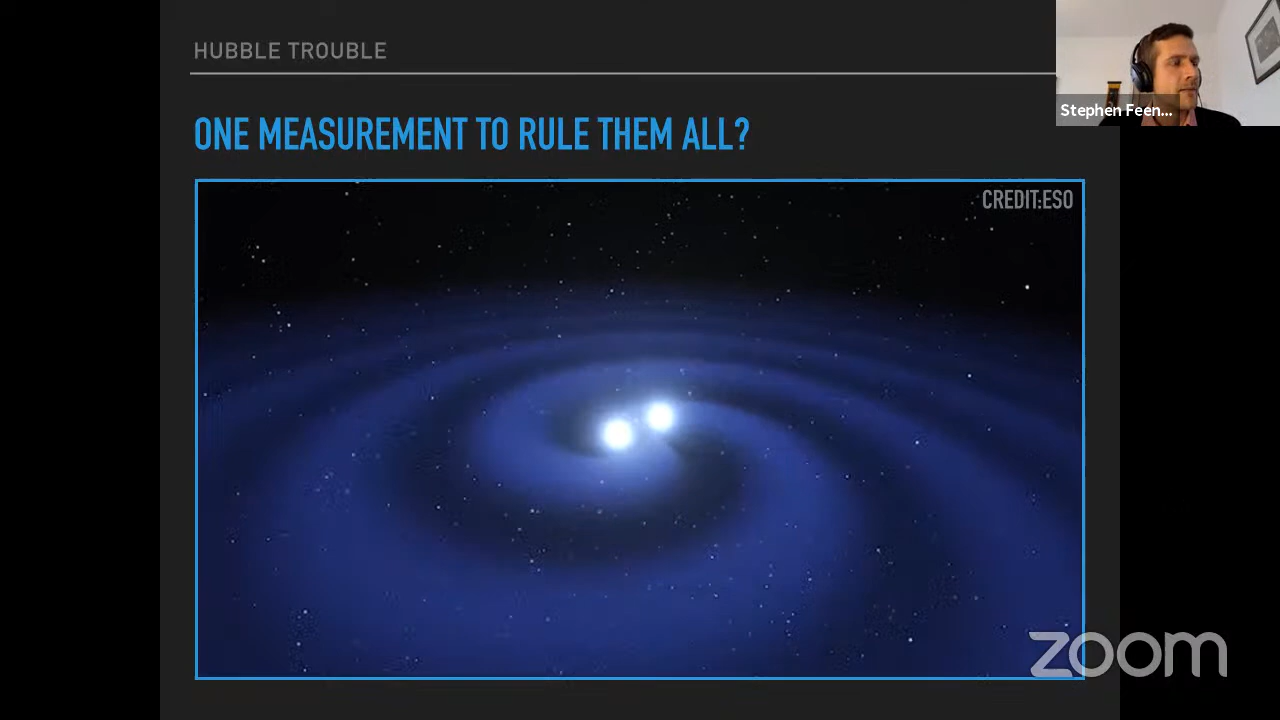 HUBBLE TROUBLE
Stephen Feen...
ONE MEASUREMENT TO RULE THEM ALL?
CREDIT:ESO
zoom